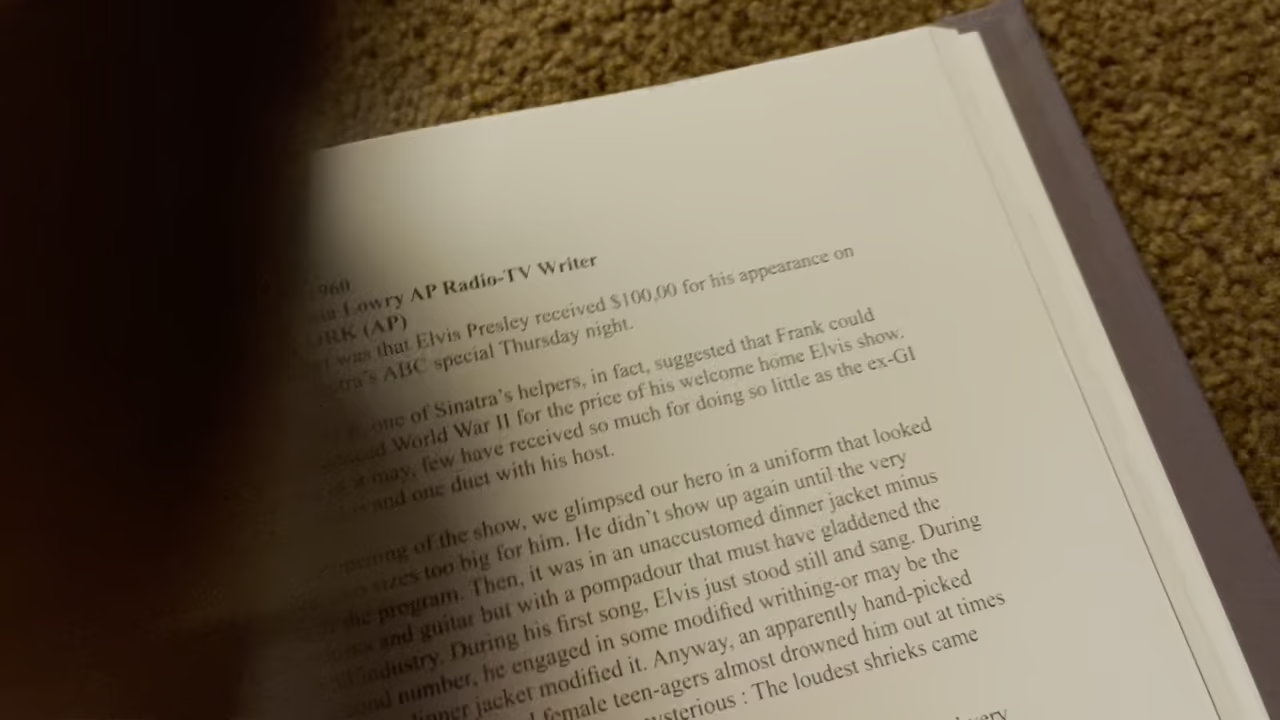 960
Lowry AP Radio-TV Writer
(AP)
was that Elvis Presley received $100,00 for his appearance on
ABC special Thursday night.
one of Sinatra's helpers, in fact, suggested that Frank could
World War II for the price of his welcome home Elvis show.
may, few have received so much for doing so little as the ex-GI
and one duet with his host.
of the show, we glimpsed our hero in a uniform that looked
sizes too big for him. He didn't show up again until the very
the program. Then, it was in an unaccustomed dinner jacket minus
and guitar but with a pompadour that must have gladdened the
industry. During his first song, Elvis just stood still and sang. During
number, he engaged in some modified writhing-or may be the
jacket modified it. Anyway, an apparently hand-picked
female teen-agers almost drowned him out at times
: The loudest shrieks came
very